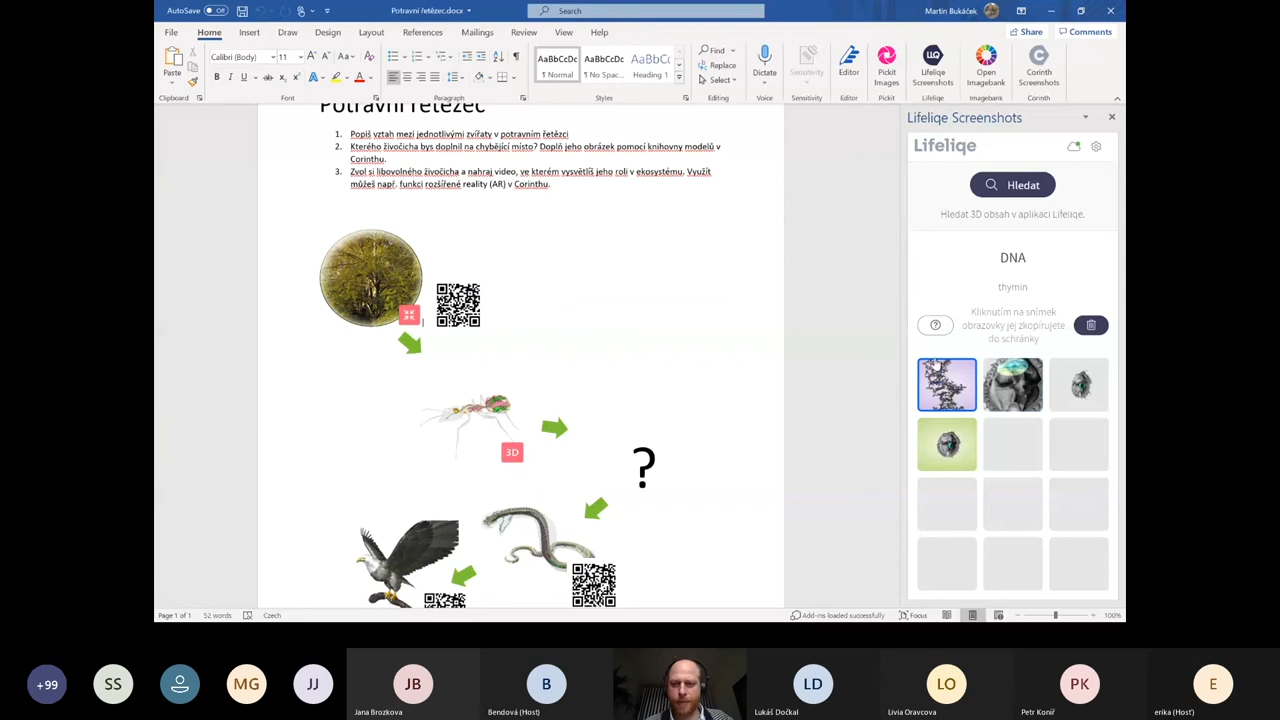 AutoSave Off
Potravní řetězec.docx
Search
Martin Bukáček
File Home Insert Draw Design Layout References Mailings Review View Help
Share Comments
Calibri (Body) 11
AaBbCcDc AaBbCcDc AaBbCc
¶ Normal ¶ No Spac... Heading 1
Find
Replace
Select
Paste
Dictate
Sensitivity
Editor
Pickit Images
Lifeliqe Screenshots
Open Imagebank
Corinth Screenshots
Clipboard Font Paragraph Styles Editing Voice Sensitivity Editor Pickit Lifeliqe Imagebank Corinth
Potravní řetězec
1. Popiš vztah mezi jednotlivými zvířaty v potravním řetězci
2. Kterého živočicha bys doplnil na chybějící místo? Doplň jeho obrázek pomocí knihovny modelů v
Corinthu.
3. Zvol si libovolného živočicha a nahraj video, ve kterém vysvětlíš jeho roli v ekosystému. Využít
můžeš např. funkci rozšířené reality (AR) v Corinthu.
3D
?
Lifeliqe Screenshots
Lifeliqe
Hledat
Hledat 3D obsah v aplikaci Lifeliqe.
DNA
thymin
Kliknutím na snímek
obrazovky jej zkopírujete
do schránky
Page 1 of 1 52 words Czech
Add-ins loaded successfully Focus 100%
+99 SS MG JJ JB B LD LO PK E
Jana Brozkova Bendová (Host) Lukáš Dočkal Livia Oravcova Petr Koníř erika (Host)